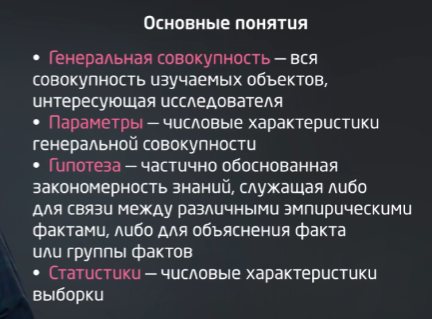 Основные понятия
• Генеральная совокупность – вся
совокупность изучаемых объектов,
интересующая исследователя
• Параметры – числовые характеристики
генеральной совокупности
• Гипотеза – частично обоснованная
закономерность знаний, служащая либо
для связи между различными эмпирическими
фактами, либо для объяснения факта
или группы фактов
• Статистики – числовые характеристики
выборки